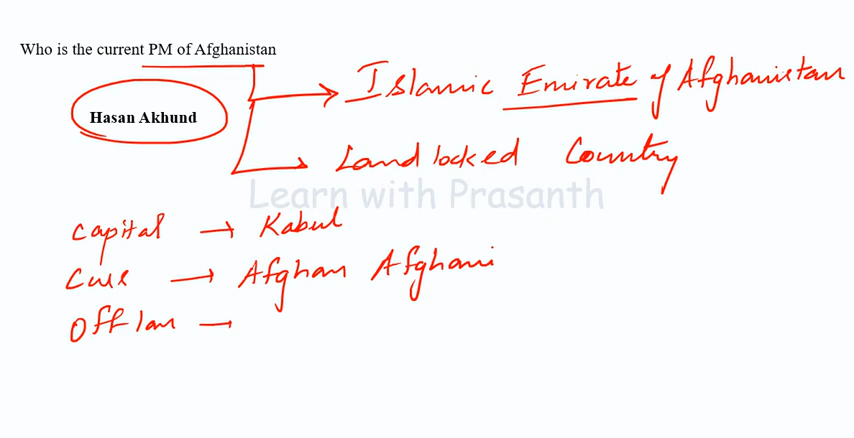 Who is the current PM of Afghanistan
Islamic Emirate of Afghanistan
Hasan Akhund
Land locked Country
Learn with Prasanth
Capital → Kabul
Curr → Afghan Afghani
Off lan →